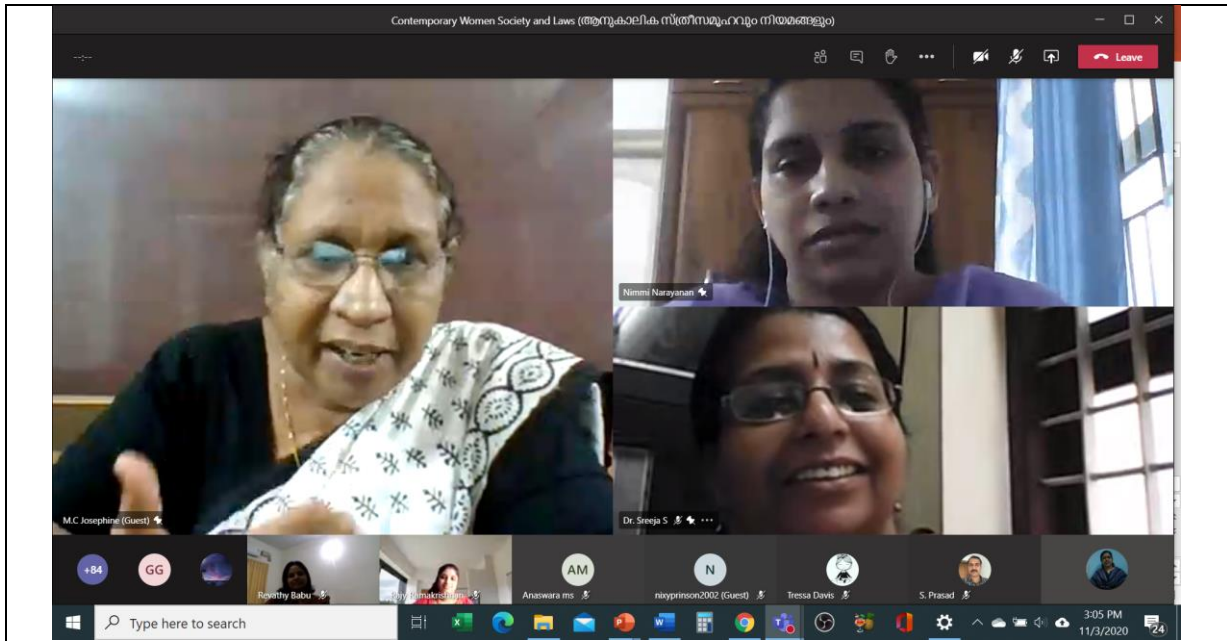 Contemporary Women Society and Laws (ആനുകാലിക സ്ത്രീസമൂഹവും നിയമങ്ങളും)
--:--
Leave
Nimmi Narayanan
M.C Josephine (Guest)
Dr. Sreeja S
+84
GG
AM
N
Revathy Babu
Anaswara ms
nixyprinson2002 (Guest)
Tressa Davis
S. Prasad
Type here to search
3:05 PM
11/3/2020
24